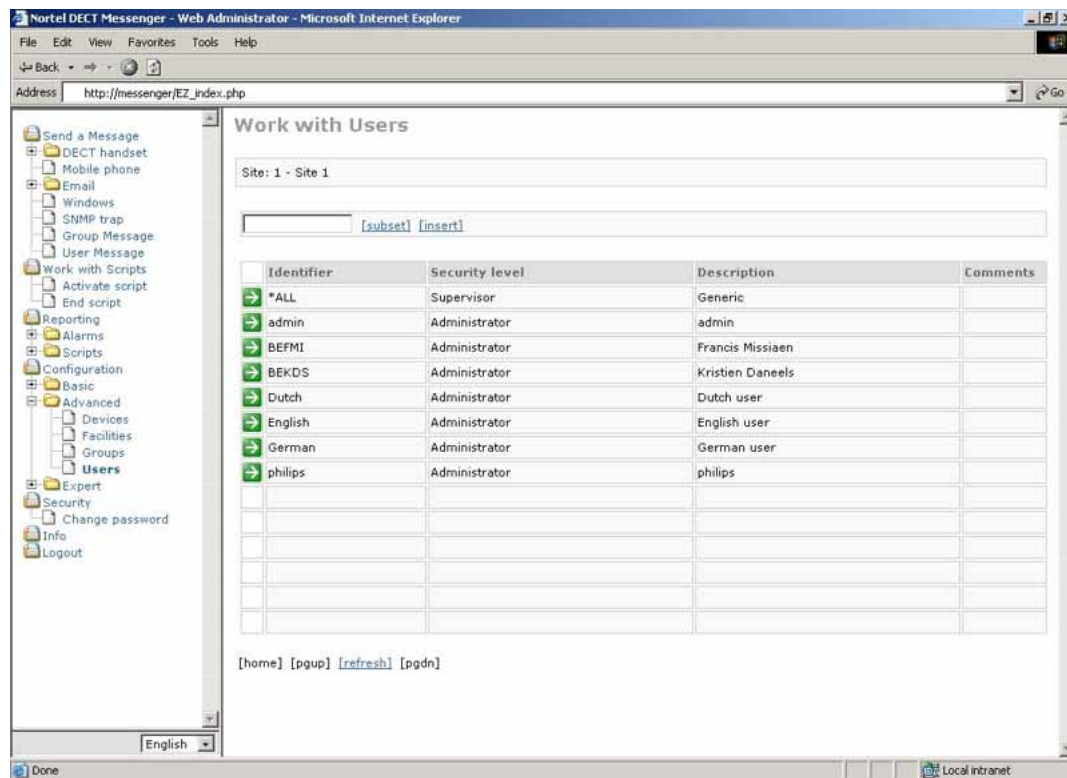 Nortel DECT Messenger - Web Administrator - Microsoft Internet Explorer
File Edit View Favorites Tools Help
Back
Address http://messenger/EZ_index.php Go
Send a Message
DECT handset
Mobile phone
Email
Windows
SNMP trap
Group Message
User Message
Work with Scripts
Activate script
End script
Reporting
Alarms
Scripts
Configuration
Basic
Advanced
Devices
Facilities
Groups
Users
Expert
Security
Change password
Info
Logout
English
Work with Users
Site: 1 - Site 1
[subset] [insert]
Identifier Security level Description Comments
*ALL Supervisor Generic
admin Administrator admin
BEFMI Administrator Francis Missiaen
BEKDS Administrator Kristien Daneels
Dutch Administrator Dutch user
English Administrator English user
German Administrator German user
philips Administrator philips
[home] [pgup] [refresh] [pgdn]
Done Local intranet